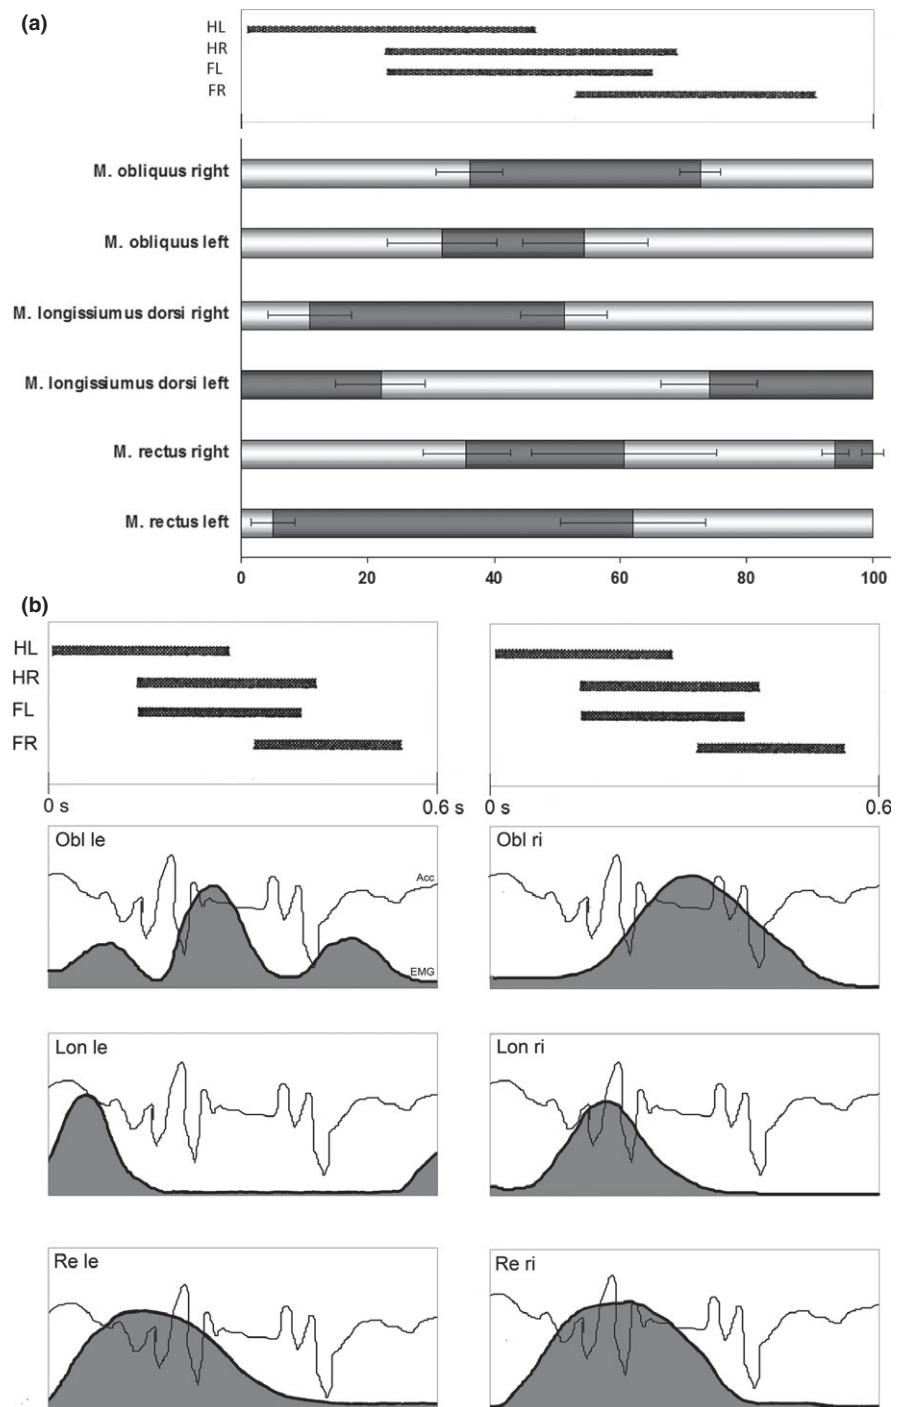 (a)
HL
HR
FL
FR
M. obliquus right
M. obliquus left
M. longissiumus dorsi right
M. longissiumus dorsi left
M. rectus right
M. rectus left
0 20 40 60 80 100
(b)
HL
HR
FL
FR
0 s 0.6 s 0s 0.6
Obl le Obl ri
Acc
EMG
Lon le Lon ri
Re le Re ri